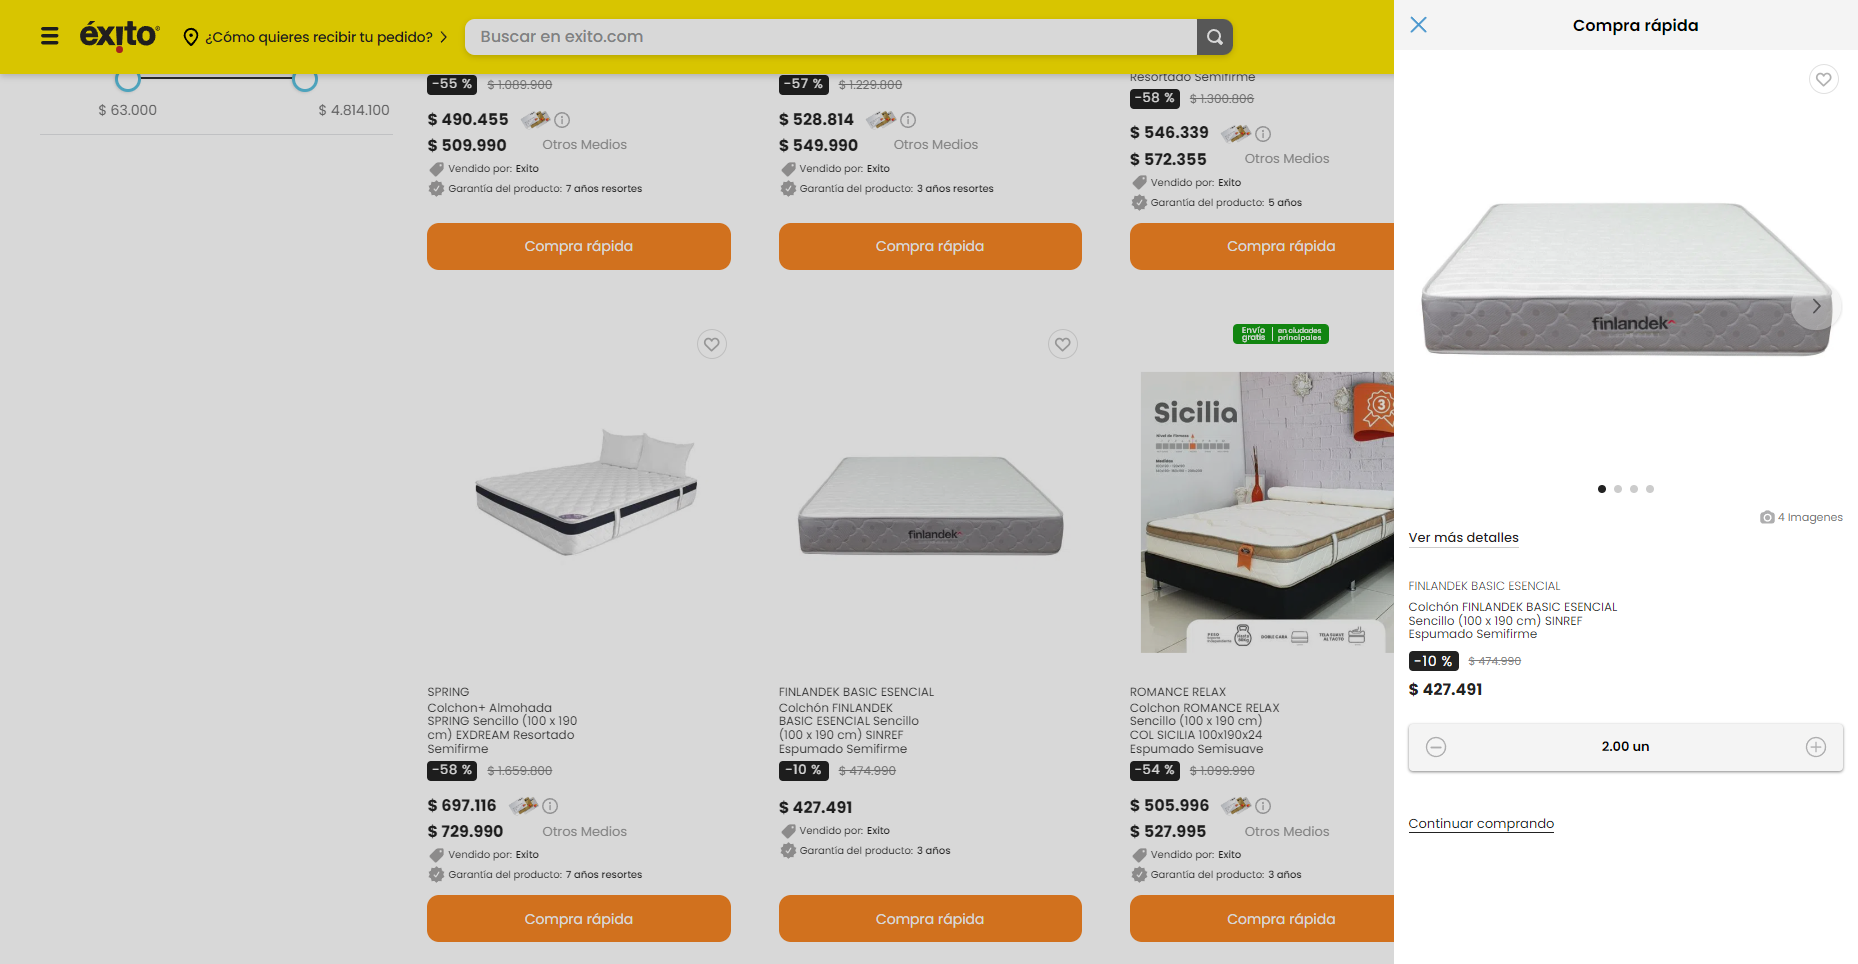 éxito
¿Cómo quieres recibir tu pedido?
Buscar en exito.com
$ 63.000
$ 4.814.100
-55 % $ 1.089.900
$ 490.455
$ 509.990 Otros Medios
Vendido por: Exito
Garantía del producto: 7 años resortes
Compra rápida
-57 % $ 1.229.800
$ 528.814
$ 549.990 Otros Medios
Vendido por: Exito
Garantía del producto: 3 años resortes
Compra rápida
Resortado Semifirme
-58 % $ 1.300.806
$ 546.339
$ 572.355 Otros Medios
Vendido por: Exito
Garantía del producto: 5 años
Compra rápida
SPRING
Colchon+ Almohada
SPRING Sencillo (100 x 190
cm) EXDREAM Resortado
Semifirme
-58 % $ 1.659.800
$ 697.116
$ 729.990 Otros Medios
Vendido por: Exito
Garantía del producto: 7 años resortes
Compra rápida
finlandek
FINLANDEK BASIC ESENCIAL
Colchón FINLANDEK
BASIC ESENCIAL Sencillo
(100 x 190 cm) SINREF
Espumado Semifirme
-10 % $ 474.990
$ 427.491
Vendido por: Exito
Garantía del producto: 3 años
Compra rápida
Envío gratis en ciudades principales
Sicilia
3
DOBLE CARA
TELA SUAVE
AL TACTO
ROMANCE RELAX
Colchon ROMANCE RELAX
Sencillo (100 x 190 cm)
COL SICILIA 100x190x24
Espumado Semisuave
-54 % $ 1.099.990
$ 505.996
$ 527.995 Otros Medios
Vendido por: Exito
Garantía del producto: 3 años
Compra rápida
Compra rápida
finlandek
4 Imagenes
Ver más detalles
FINLANDEK BASIC ESENCIAL
Colchón FINLANDEK BASIC ESENCIAL
Sencillo (100 x 190 cm) SINREF
Espumado Semifirme
-10 % $ 474.990
$ 427.491
2.00 un
Continuar comprando